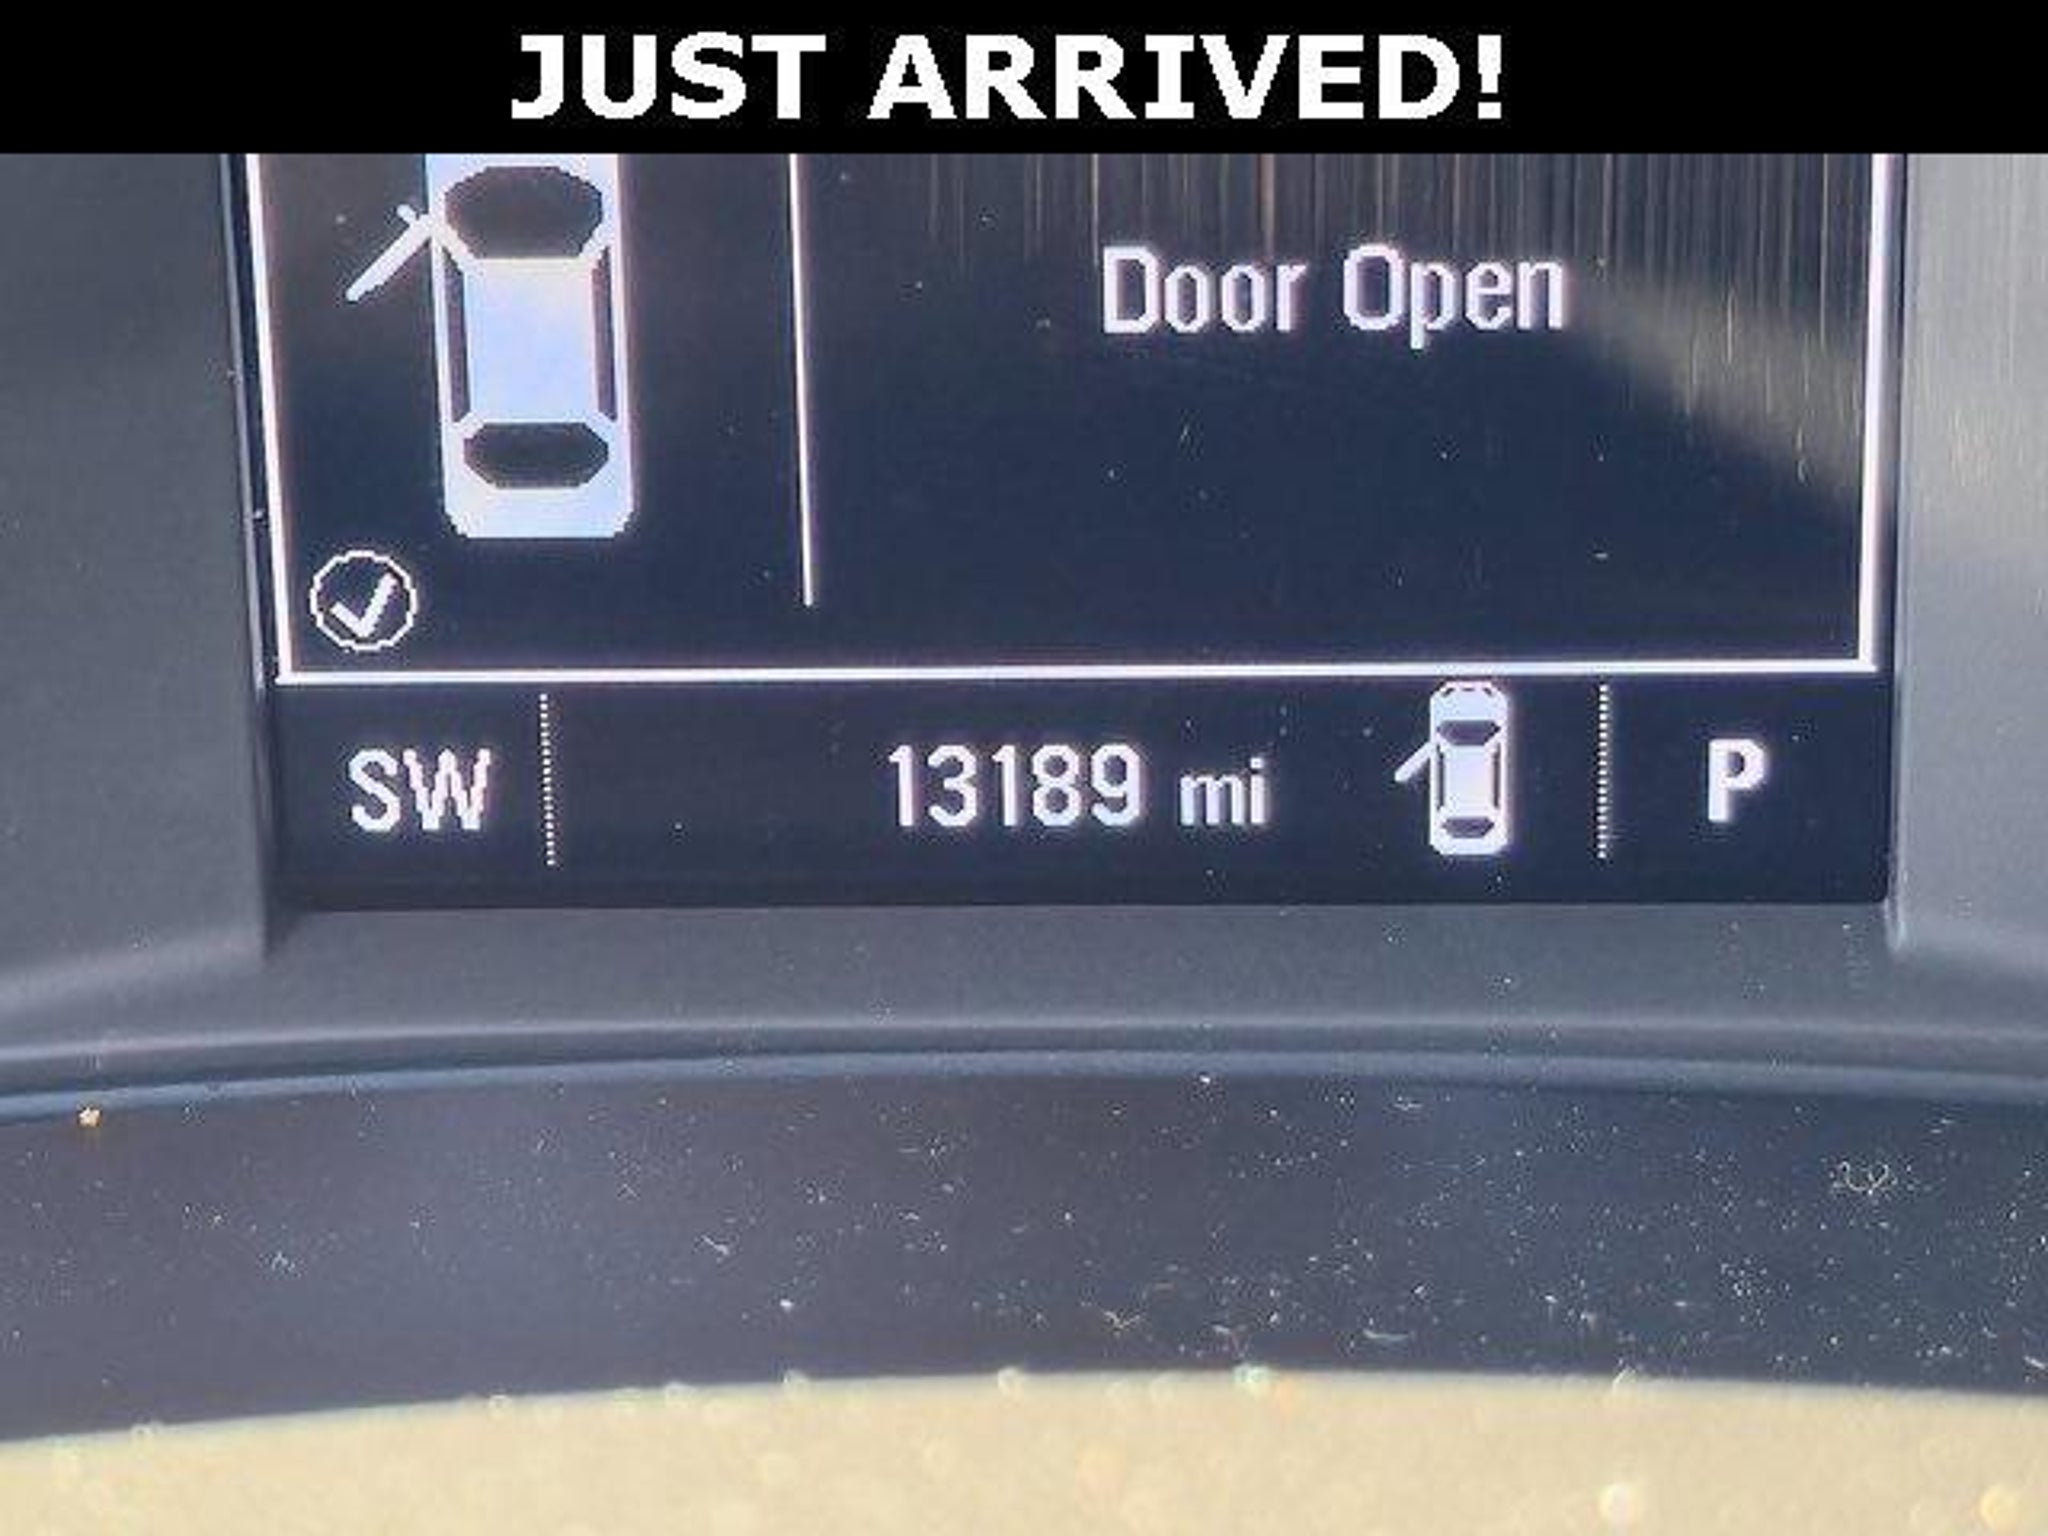 JUST ARRIVED!
Door Open
SW 13189 mi P